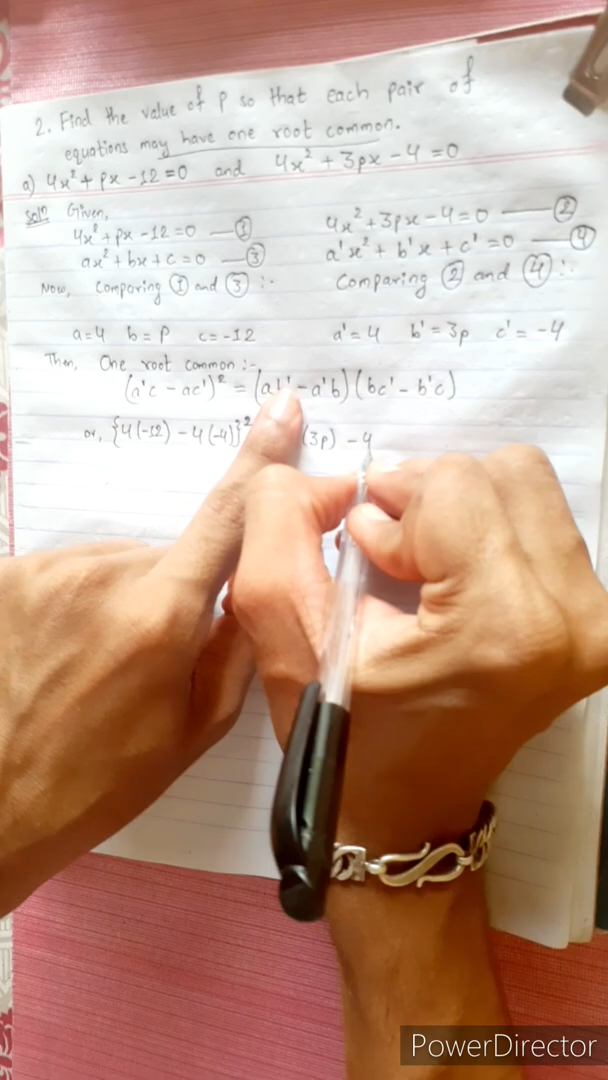 2. Find the value of P so that each pair of
equations may have one root common.
a) 4x² + px - 12 = 0 and 4x² + 3px - 4 = 0
Solⁿ Given,
4x² + px - 12 = 0 — ① 4x² + 3px - 4 = 0 — ②
ax² + bx + c = 0 — ③ a'x² + b'x + c' = 0 — ④
Now, Comparing ① and ③ :- Comparing ② and ④ :-
a = 4 b = P c = -12 a' = 4 b' = 3p c' = -4
Then, One root common :-
(a'c - ac')² = (ab' - a'b) (bc' - b'c)
or, {4(-12) - 4(-4)}² (3p) - 4
PowerDirector